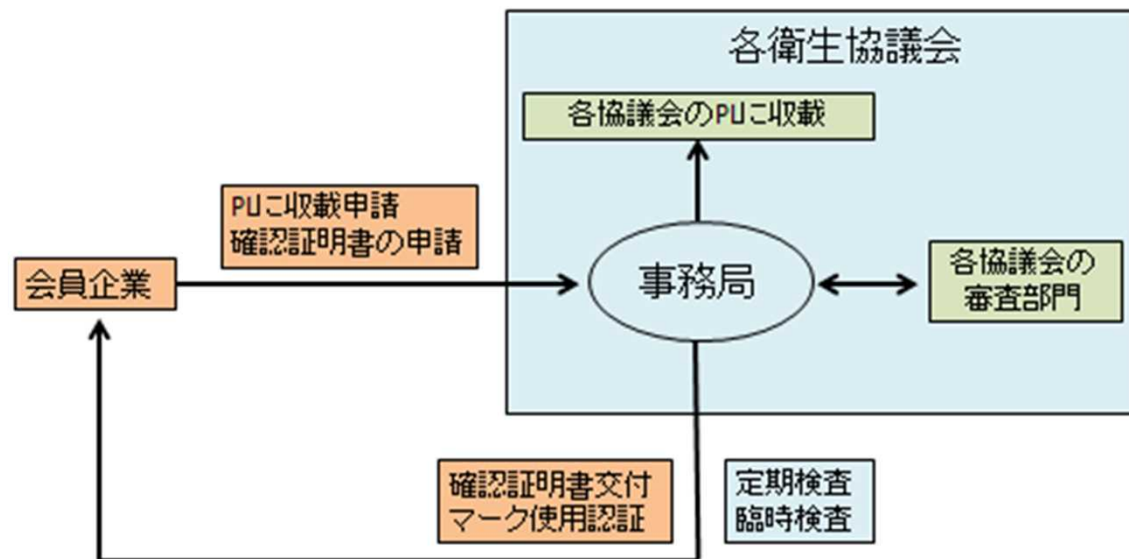 各衛生協議会
各協議会のPLに収載
PLに収載申請
確認証明書の申請
会員企業
事務局
各協議会の
審査部門
確認証明書交付
マーク使用認証
定期検査
臨時検査